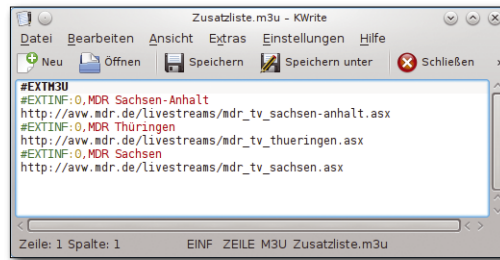 Zusatzliste.m3u - KWrite
Datei Bearbeiten Ansicht Extras Einstellungen Hilfe
Neu Öffnen Speichern Speichern unter Schließen
#EXTM3U
#EXTINF:0,MDR Sachsen-Anhalt
http://avw.mdr.de/livestreams/mdr_tv_sachsen-anhalt.asx
#EXTINF:0,MDR Thüringen
http://avw.mdr.de/livestreams/mdr_tv_thueringen.asx
#EXTINF:0,MDR Sachsen
http://avw.mdr.de/livestreams/mdr_tv_sachsen.asx
Zeile: 1 Spalte: 1 EINF ZEILE M3U Zusatzliste.m3u